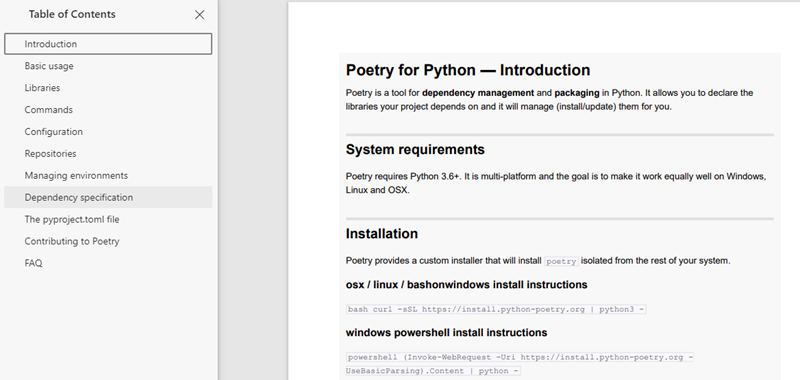 Table of Contents
Introduction
Basic usage
Libraries
Commands
Configuration
Repositories
Managing environments
Dependency specification
The pyproject.toml file
Contributing to Poetry
FAQ
Poetry for Python — Introduction
Poetry is a tool for dependency management and packaging in Python. It allows you to declare the
libraries your project depends on and it will manage (install/update) them for you.
System requirements
Poetry requires Python 3.6+. It is multi-platform and the goal is to make it work equally well on Windows,
Linux and OSX.
Installation
Poetry provides a custom installer that will install poetry isolated from the rest of your system.
osx / linux / bashonwindows install instructions
bash curl -sSL https://install.python-poetry.org | python3 -
windows powershell install instructions
powershell (Invoke-WebRequest -Uri https://install.python-poetry.org -
UseBasicParsing).Content | python -